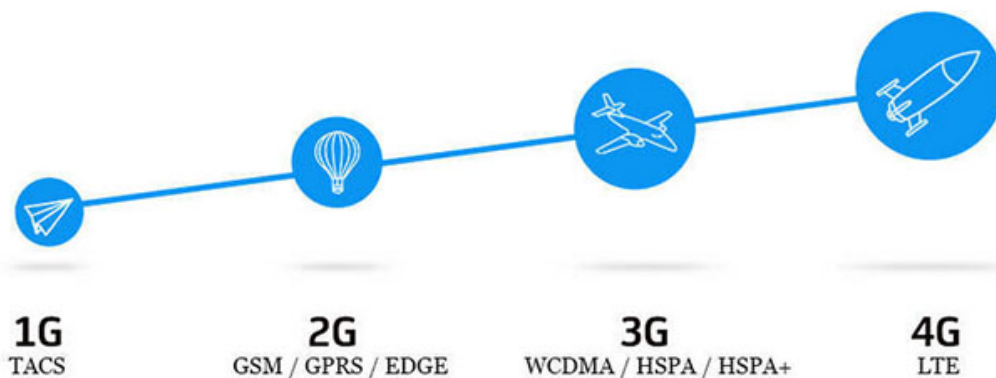 1G 2G 3G 4G
TACS GSM / GPRS / EDGE WCDMA / HSPA / HSPA+ LTE